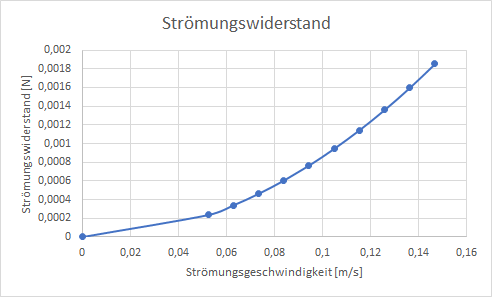 Strömungswiderstand
0,002
0,0018
0,0016
0,0014
0,0012
0,001
0,0008
0,0006
0,0004
0,0002
0
Strömungswiderstand [N]
0 0,02 0,04 0,06 0,08 0,1 0,12 0,14 0,16
Strömungsgeschwindigkeit [m/s]